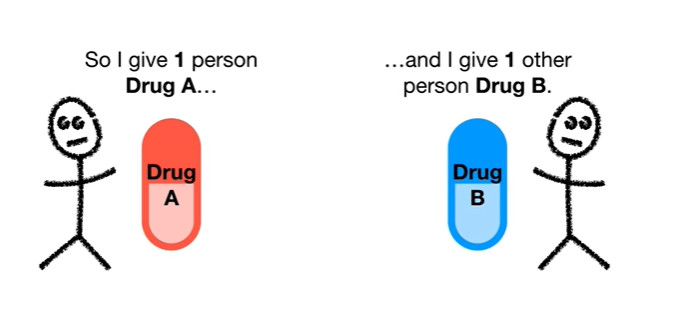 So I give 1 person
Drug A…
…and I give 1 other
person Drug B.
Drug
A
Drug
B